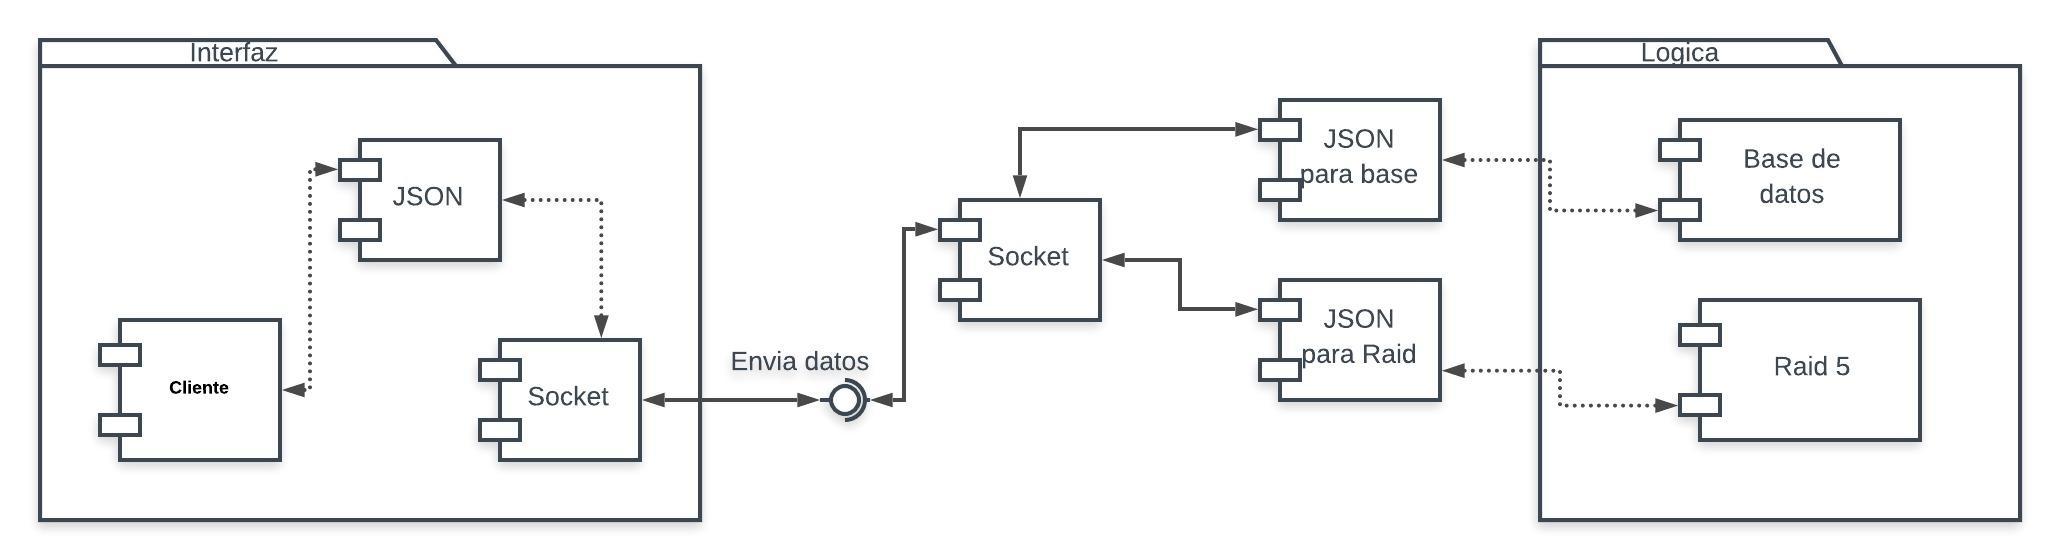 Interfaz
JSON
Cliente
Socket
Envia datos
Socket
JSON
para base
JSON
para Raid
Logica
Base de
datos
Raid 5